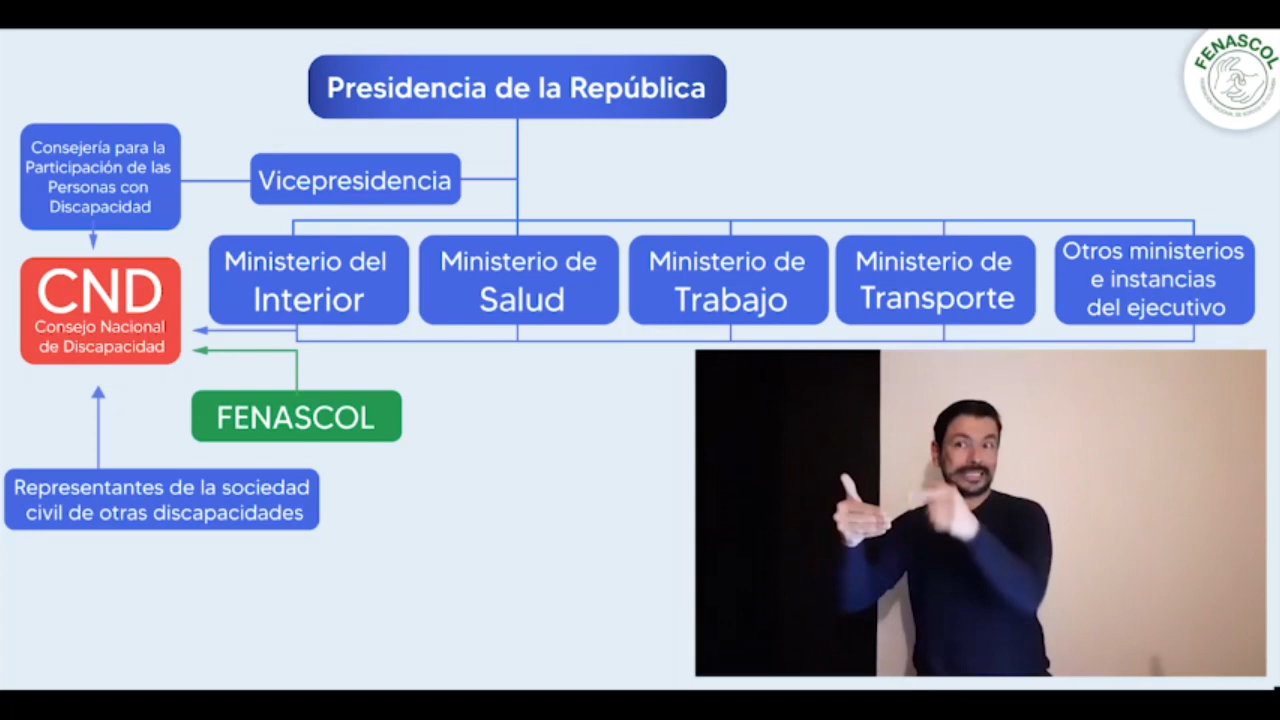 Presidencia de la República
FENASCOL
Consejería para la
Participación de las
Personas con
Discapacidad
Vicepresidencia
Ministerio del
Interior
Ministerio de
Salud
Ministerio de
Trabajo
Ministerio de
Transporte
Otros ministerios
e instancias
del ejecutivo
CND
Consejo Nacional
de Discapacidad
FENASCOL
Representantes de la sociedad
civil de otras discapacidades